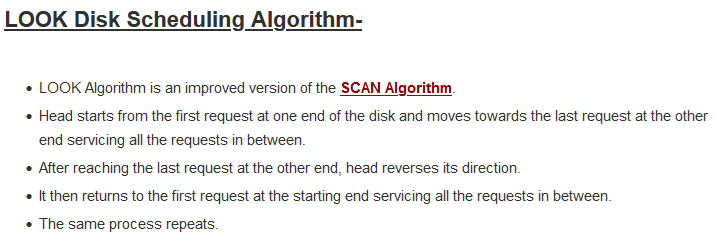 LOOK Disk Scheduling Algorithm-
• LOOK Algorithm is an improved version of the SCAN Algorithm.
• Head starts from the first request at one end of the disk and moves towards the last request at the other
end servicing all the requests in between.
• After reaching the last request at the other end, head reverses its direction.
• It then returns to the first request at the starting end servicing all the requests in between.
• The same process repeats.